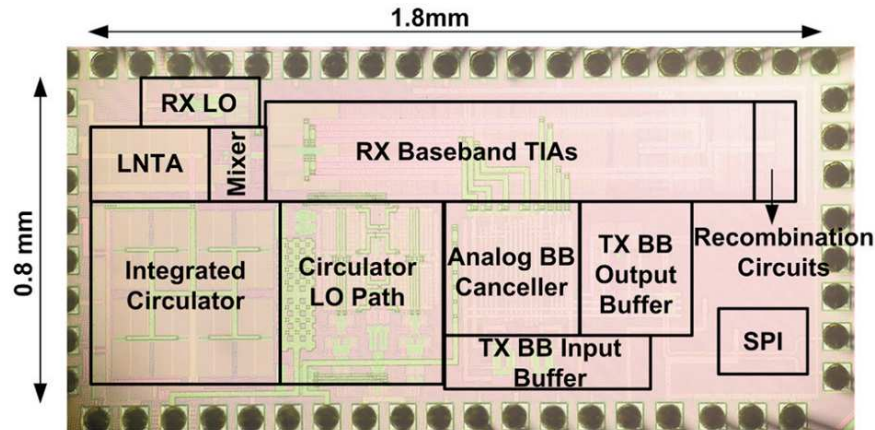 1.8mm
0.8 mm
RX LO
LNTA
Mixer
RX Baseband TIAs
Recombination
Circuits
Integrated
Circulator
Circulator
LO Path
Analog BB
Canceller
TX BB
Output
Buffer
TX BB Input
Buffer
SPI